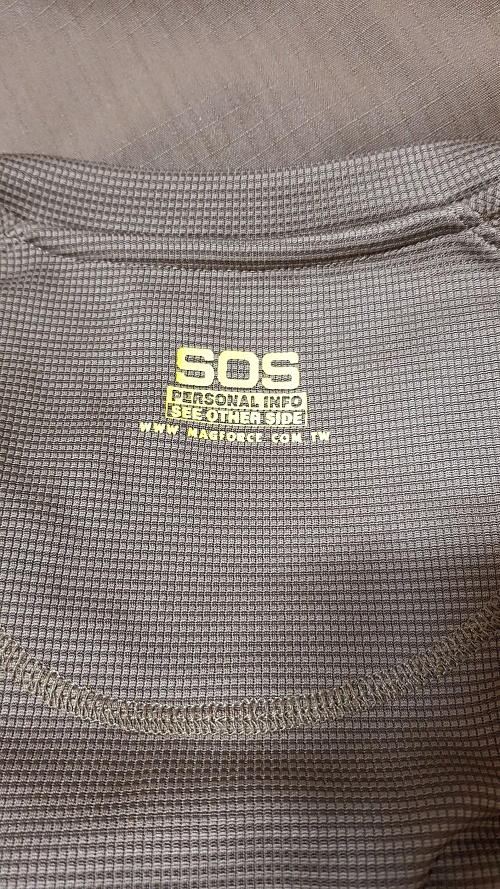 SOS
PERSONAL INFO
SEE OTHER SIDE
WWW MAGFORCE COM TW